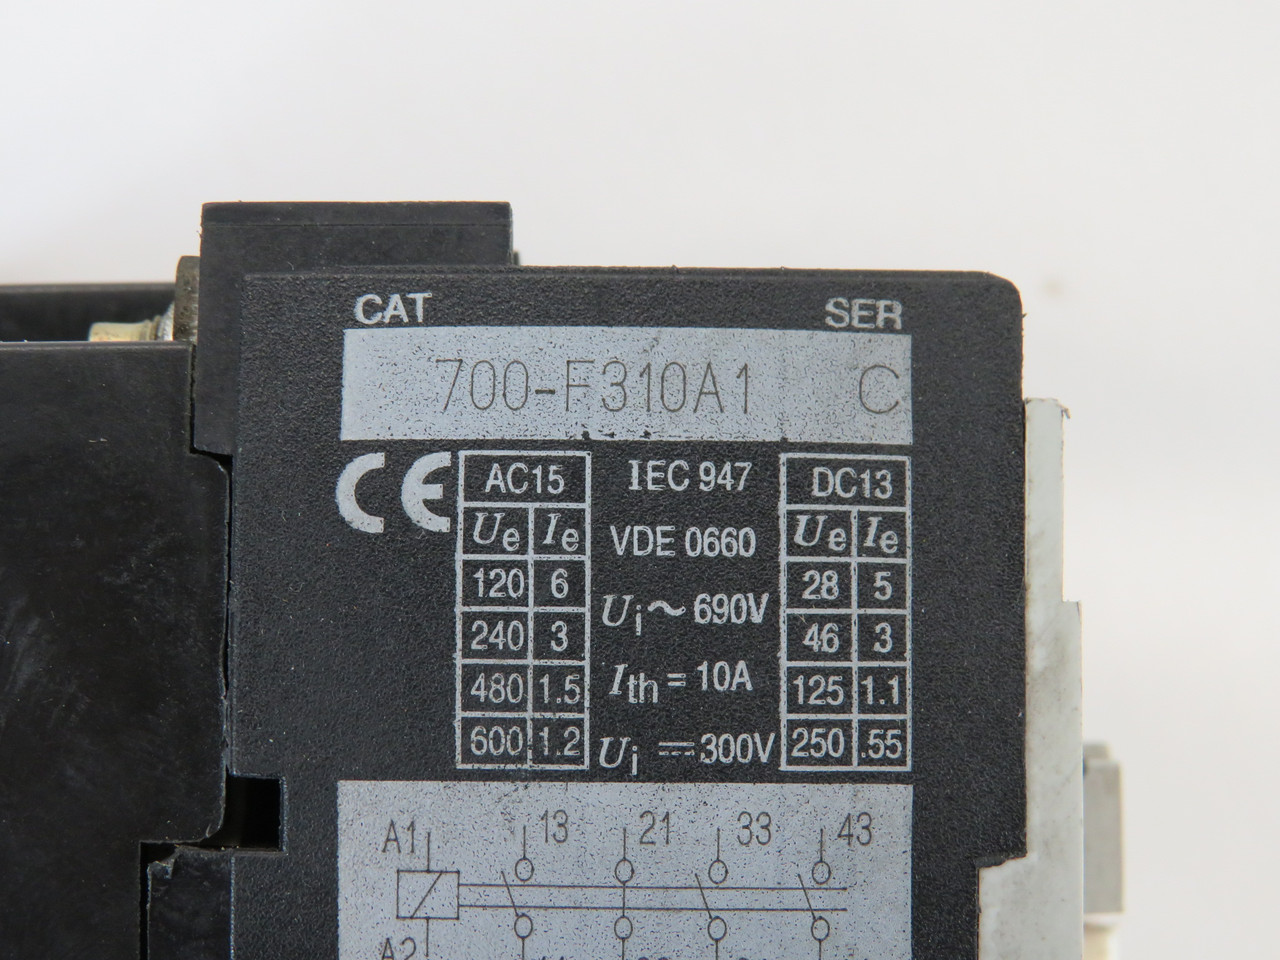 CAT SER
700-F310A1 C
CE AC15 IEC 947 DC13
Ue Ie VDE 0660 Ue Ie
120 6 Ui ~ 690V 28 5
240 3 46 3
480 1.5 Ith = 10A 125 1.1
600 1.2 Ui ⎓ 300V 250 .55
A1 13 21 33 43
A2